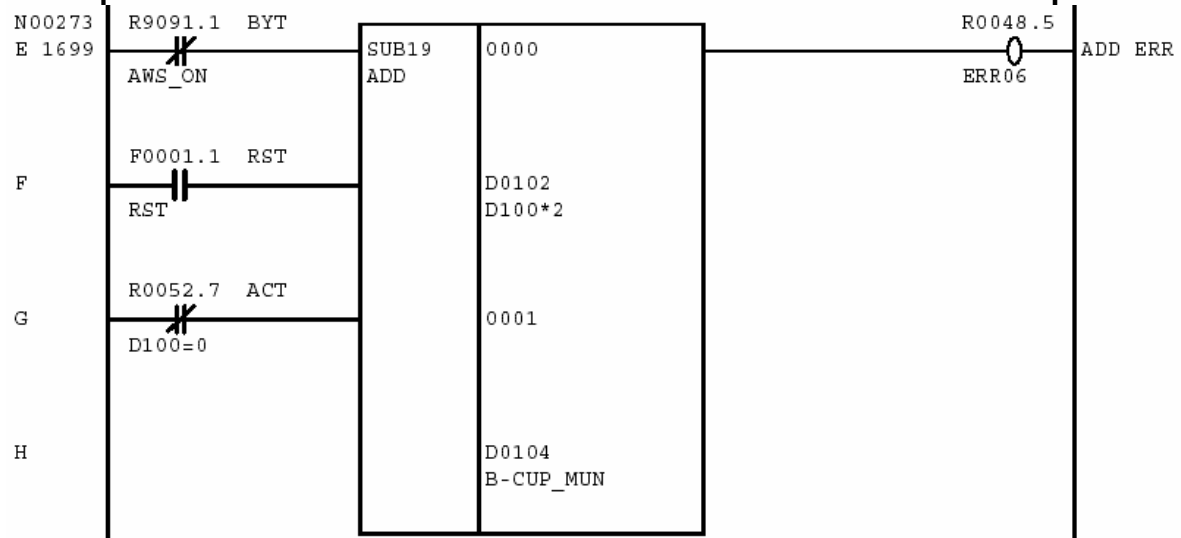 N00273 R9091.1 BYT R0048.5
E 1699 SUB19 0000 ADD ERR
AWS_ON ADD ERR06
F0001.1 RST
F D0102
RST D100*2
R0052.7 ACT
G 0001
D100=0
H D0104
B-CUP_MUN